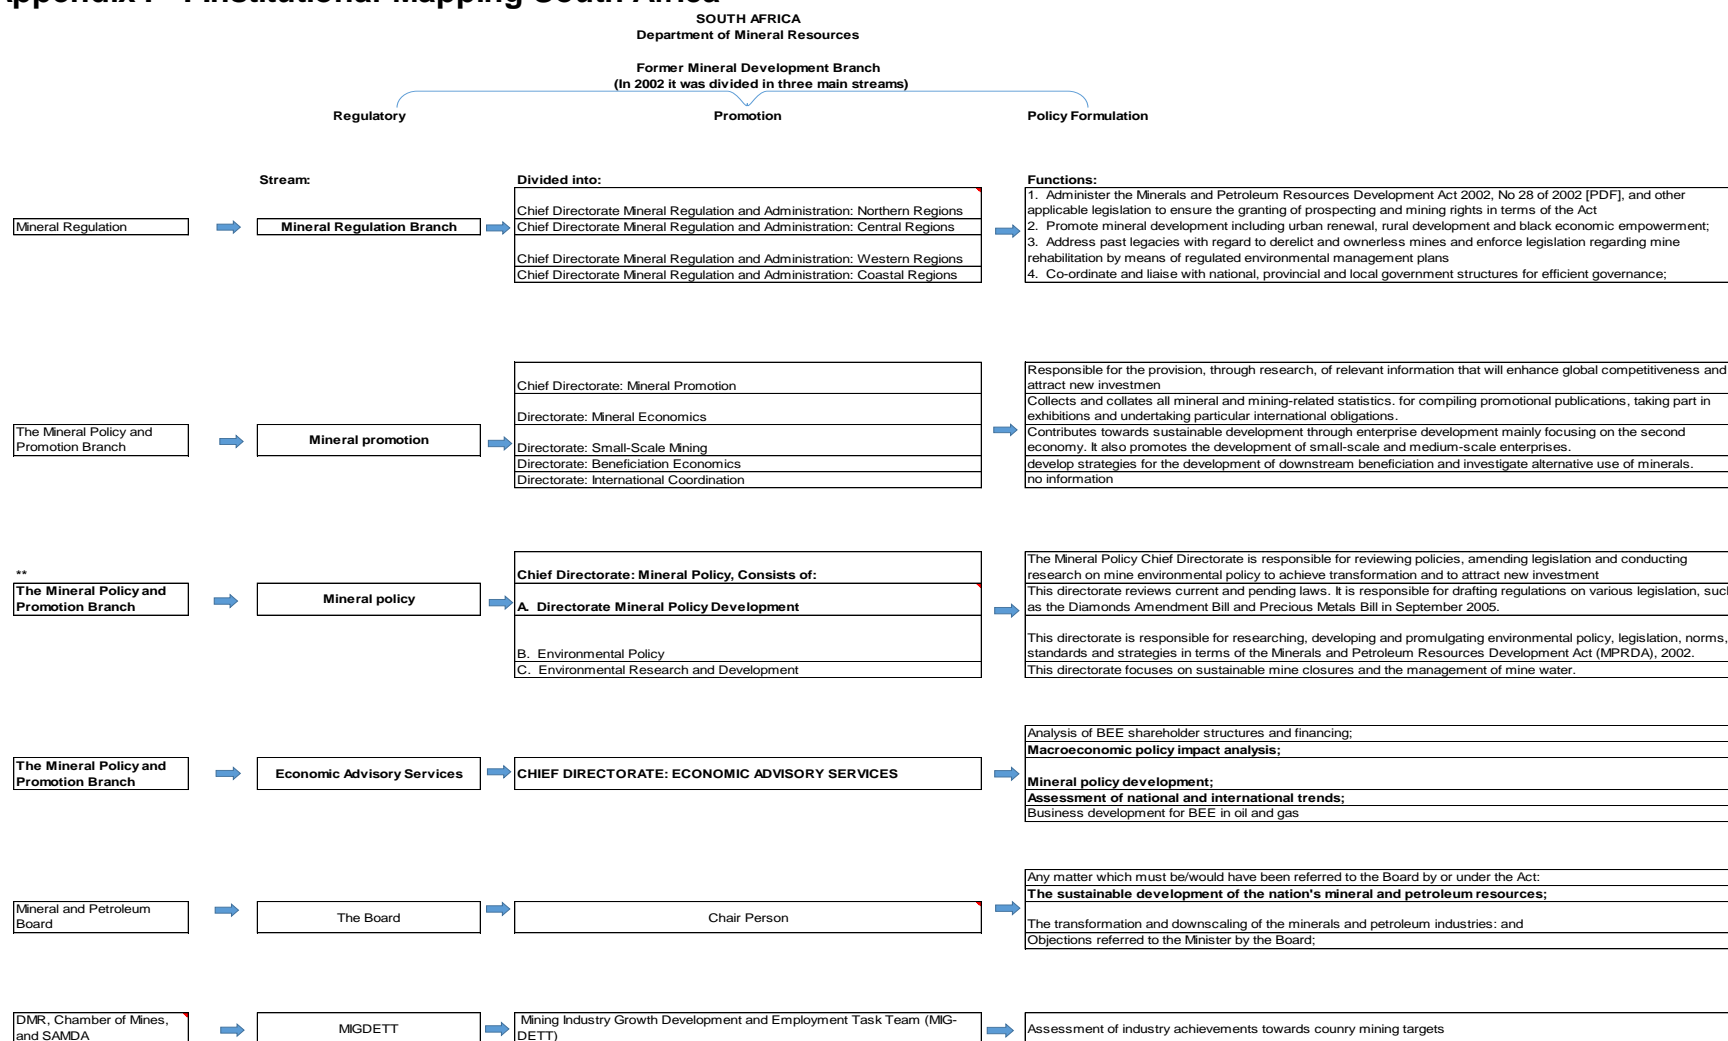 Appendix I - Institutional Mapping South Africa
SOUTH AFRICA
Department of Mineral Resources
Former Mineral Development Branch
(In 2002 it was divided in three main streams)
Regulatory
Promotion
Policy Formulation
Stream:
Divided into:
Functions:
Mineral Regulation
Mineral Regulation Branch
Chief Directorate Mineral Regulation and Administration: Northern Regions
Chief Directorate Mineral Regulation and Administration: Central Regions
Chief Directorate Mineral Regulation and Administration: Western Regions
Chief Directorate Mineral Regulation and Administration: Coastal Regions
1. Administer the Minerals and Petroleum Resources Development Act 2002, No 28 of 2002 [PDF], and other
applicable legislation to ensure the granting of prospecting and mining rights in terms of the Act
2. Promote mineral development including urban renewal, rural development and black economic empowerment;
3. Address past legacies with regard to derelict and ownerless mines and enforce legislation regarding mine
rehabilitation by means of regulated environmental management plans
4. Co-ordinate and liaise with national, provincial and local government structures for efficient governance;
The Mineral Policy and
Promotion Branch
Mineral promotion
Chief Directorate: Mineral Promotion
Directorate: Mineral Economics
Directorate: Small-Scale Mining
Directorate: Beneficiation Economics
Directorate: International Coordination
Responsible for the provision, through research, of relevant information that will enhance global competitiveness and
attract new investmen
Collects and collates all mineral and mining-related statistics. for compiling promotional publications, taking part in
exhibitions and undertaking particular international obligations.
Contributes towards sustainable development through enterprise development mainly focusing on the second
economy. It also promotes the development of small-scale and medium-scale enterprises.
develop strategies for the development of downstream beneficiation and investigate alternative use of minerals.
no information
**
The Mineral Policy and
Promotion Branch
Mineral policy
Chief Directorate: Mineral Policy, Consists of:
A. Directorate Mineral Policy Development
B. Environmental Policy
C. Environmental Research and Development
The Mineral Policy Chief Directorate is responsible for reviewing policies, amending legislation and conducting
research on mine environmental policy to achieve transformation and to attract new investment
This directorate reviews current and pending laws. It is responsible for drafting regulations on various legislation, such
as the Diamonds Amendment Bill and Precious Metals Bill in September 2005.
This directorate is responsible for researching, developing and promulgating environmental policy, legislation, norms,
standards and strategies in terms of the Minerals and Petroleum Resources Development Act (MPRDA), 2002.
This directorate focuses on sustainable mine closures and the management of mine water.
The Mineral Policy and
Promotion Branch
Economic Advisory Services
CHIEF DIRECTORATE: ECONOMIC ADVISORY SERVICES
Analysis of BEE shareholder structures and financing;
Macroeconomic policy impact analysis;
Mineral policy development;
Assessment of national and international trends;
Business development for BEE in oil and gas
Mineral and Petroleum
Board
The Board
Chair Person
Any matter which must be/would have been referred to the Board by or under the Act:
The sustainable development of the nation's mineral and petroleum resources;
The transformation and downscaling of the minerals and petroleum industries: and
Objections referred to the Minister by the Board;
DMR, Chamber of Mines,
and SAMDA
MIGDETT
Mining Industry Growth Development and Employment Task Team (MIG-
DETT)
Assessment of industry achievements towards counry mining targets